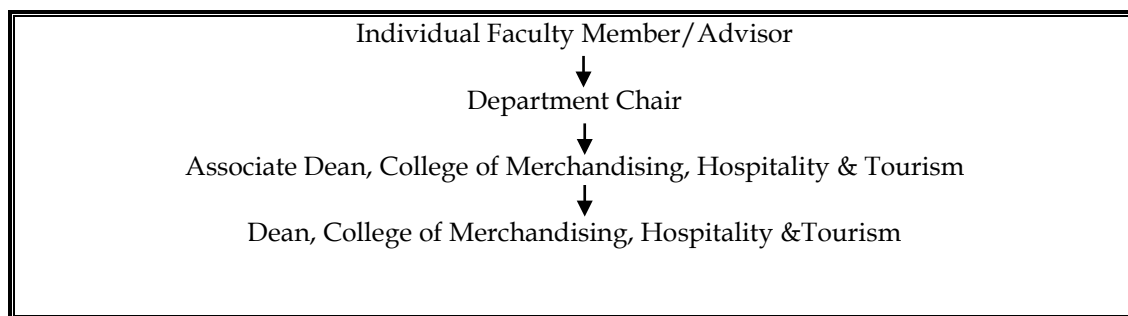 Individual Faculty Member/Advisor
Department Chair
Associate Dean, College of Merchandising, Hospitality & Tourism
Dean, College of Merchandising, Hospitality &Tourism